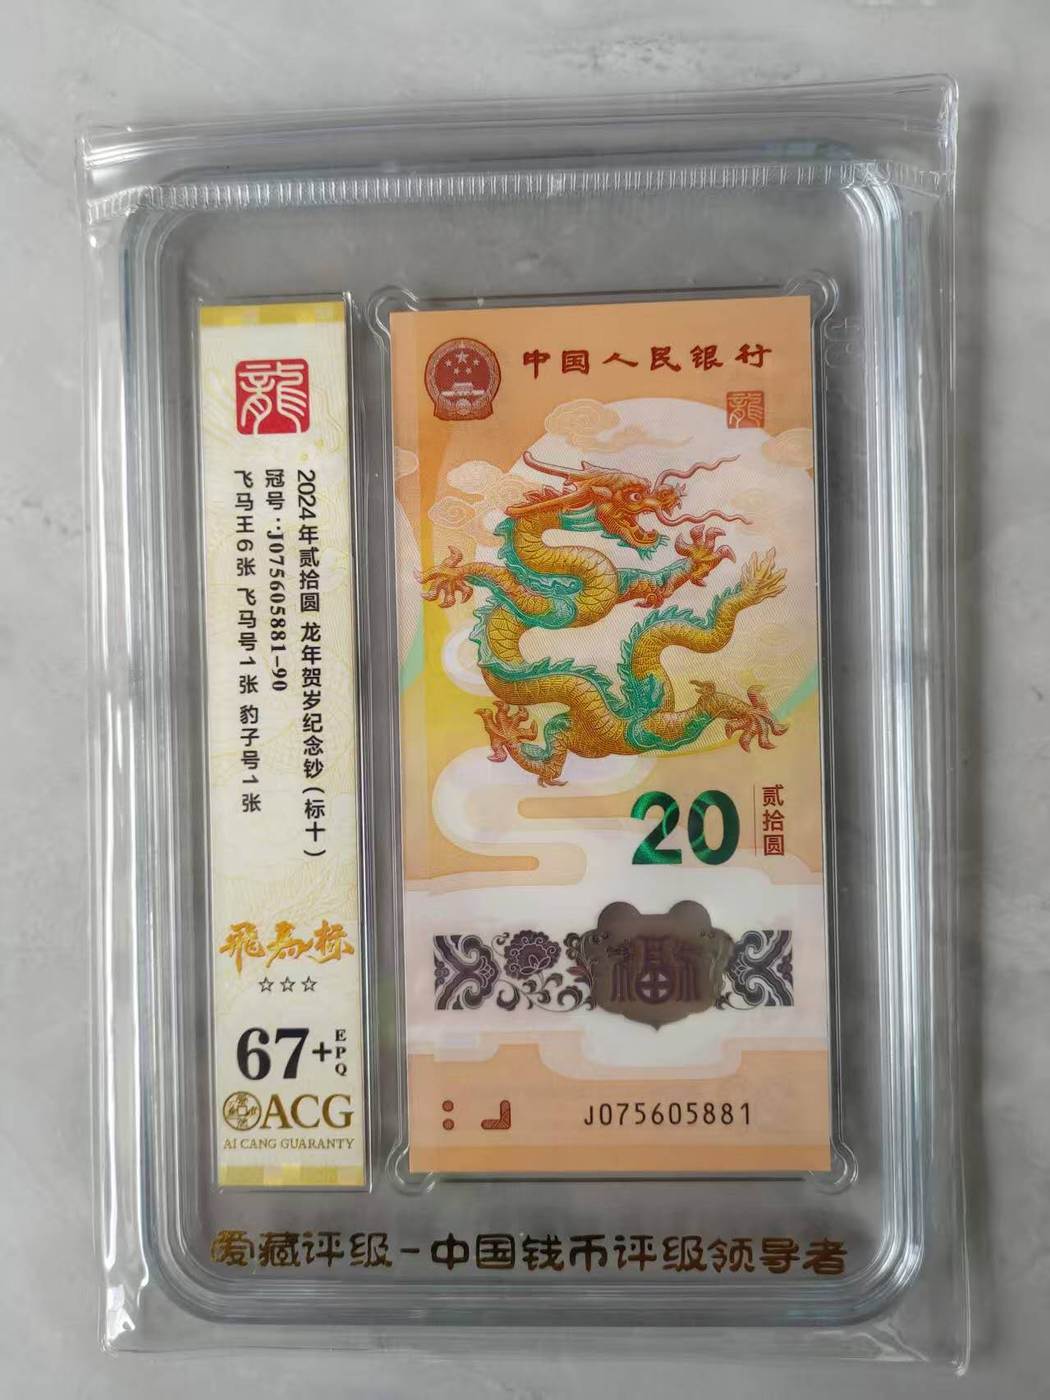 龍
2024年贰拾圆 龙年贺岁纪念钞(标十)
冠号:J075605881-90
飞马王6张 飞马号1张 豹子号1张
☆☆☆
67+
EPQ
ACG
AI CANG GUARANTY
中国人民银行
龍
20
贰拾圆
福
J075605881
爱藏评级-中国钱币评级领导者